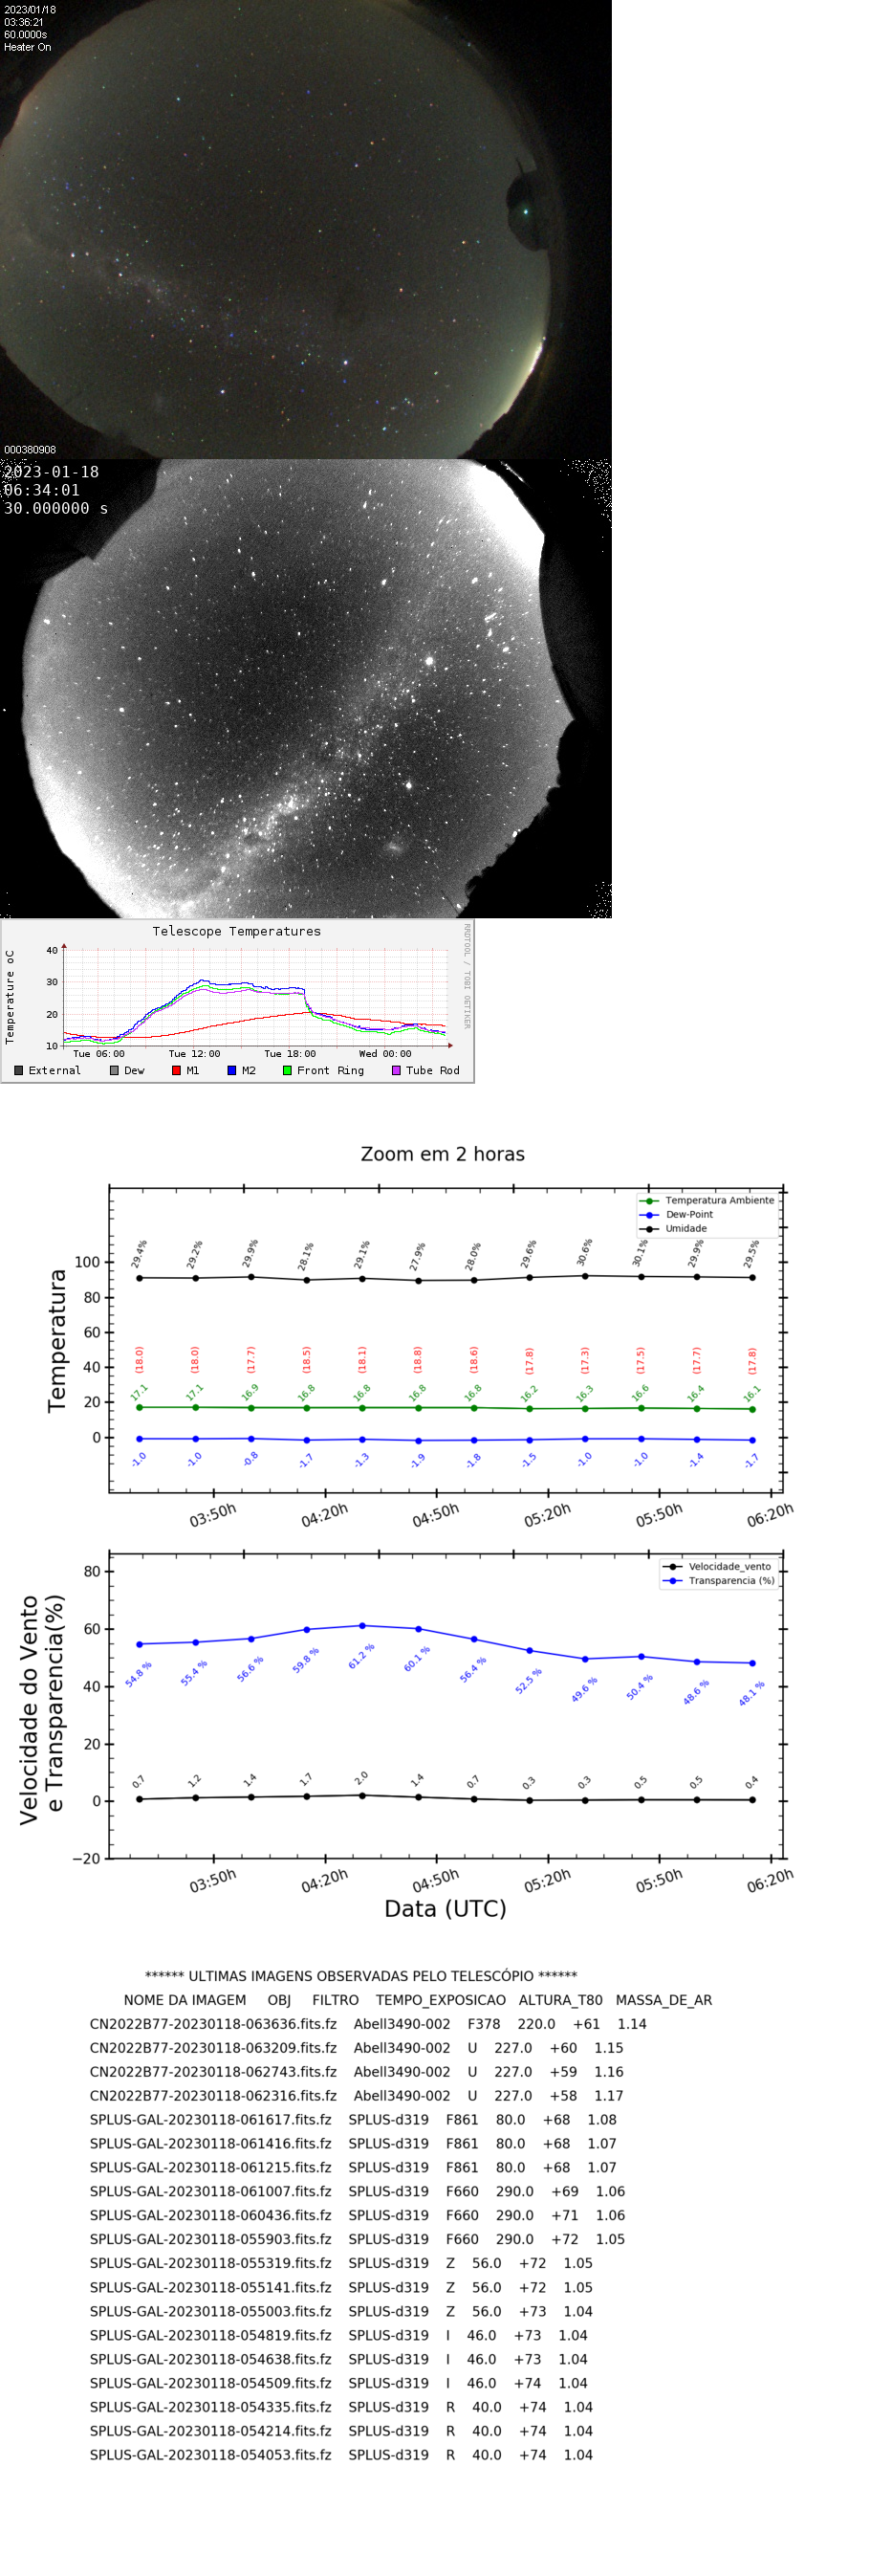 2023/01/18
03:36:21
60.0000s
Heater On
000380908
2023-01-18
06:34:01
30.000000 s
Telescope Temperatures
RRDTOOL / TOBI OETIKER
Temperature oC
40
30
20
10
Tue 06:00 Tue 12:00 Tue 18:00 Wed 00:00
External Dew M1 M2 Front Ring Tube Rod
Zoom em 2 horas
Temperatura Ambiente
Dew-Point
Umidade
Temperatura
100
80
60
40
20
0
29.4% 29.2% 29.9% 28.1% 29.1% 27.9% 28.0% 29.6% 30.6% 30.1% 29.9% 29.5%
(18.0) (18.0) (17.7) (18.5) (18.1) (18.8) (18.6) (17.8) (17.3) (17.5) (17.7) (17.8)
17.1 17.1 16.9 16.8 16.8 16.8 16.8 16.2 16.3 16.6 16.4 16.1
-1.0 -1.0 -0.8 -1.7 -1.3 -1.9 -1.8 -1.5 -1.0 -1.0 -1.4 -1.7
03:50h 04:20h 04:50h 05:20h 05:50h 06:20h
Velocidade_vento
Transparencia (%)
Velocidade do Vento
e Transparencia(%)
80
60
40
20
0
−20
54.8 % 55.4 % 56.6 % 59.8 % 61.2 % 60.1 % 56.4 % 52.5 % 49.6 % 50.4 % 48.6 % 48.1 %
0.7 1.2 1.4 1.7 2.0 1.4 0.7 0.3 0.3 0.5 0.5 0.4
03:50h 04:20h 04:50h 05:20h 05:50h 06:20h
Data (UTC)
****** ULTIMAS IMAGENS OBSERVADAS PELO TELESCÓPIO ******
NOME DA IMAGEM OBJ FILTRO TEMPO_EXPOSICAO ALTURA_T80 MASSA_DE_AR
CN2022B77-20230118-063636.fits.fz Abell3490-002 F378 220.0 +61 1.14
CN2022B77-20230118-063209.fits.fz Abell3490-002 U 227.0 +60 1.15
CN2022B77-20230118-062743.fits.fz Abell3490-002 U 227.0 +59 1.16
CN2022B77-20230118-062316.fits.fz Abell3490-002 U 227.0 +58 1.17
SPLUS-GAL-20230118-061617.fits.fz SPLUS-d319 F861 80.0 +68 1.08
SPLUS-GAL-20230118-061416.fits.fz SPLUS-d319 F861 80.0 +68 1.07
SPLUS-GAL-20230118-061215.fits.fz SPLUS-d319 F861 80.0 +68 1.07
SPLUS-GAL-20230118-061007.fits.fz SPLUS-d319 F660 290.0 +69 1.06
SPLUS-GAL-20230118-060436.fits.fz SPLUS-d319 F660 290.0 +71 1.06
SPLUS-GAL-20230118-055903.fits.fz SPLUS-d319 F660 290.0 +72 1.05
SPLUS-GAL-20230118-055319.fits.fz SPLUS-d319 Z 56.0 +72 1.05
SPLUS-GAL-20230118-055141.fits.fz SPLUS-d319 Z 56.0 +72 1.05
SPLUS-GAL-20230118-055003.fits.fz SPLUS-d319 Z 56.0 +73 1.04
SPLUS-GAL-20230118-054819.fits.fz SPLUS-d319 I 46.0 +73 1.04
SPLUS-GAL-20230118-054638.fits.fz SPLUS-d319 I 46.0 +73 1.04
SPLUS-GAL-20230118-054509.fits.fz SPLUS-d319 I 46.0 +74 1.04
SPLUS-GAL-20230118-054335.fits.fz SPLUS-d319 R 40.0 +74 1.04
SPLUS-GAL-20230118-054214.fits.fz SPLUS-d319 R 40.0 +74 1.04
SPLUS-GAL-20230118-054053.fits.fz SPLUS-d319 R 40.0 +74 1.04